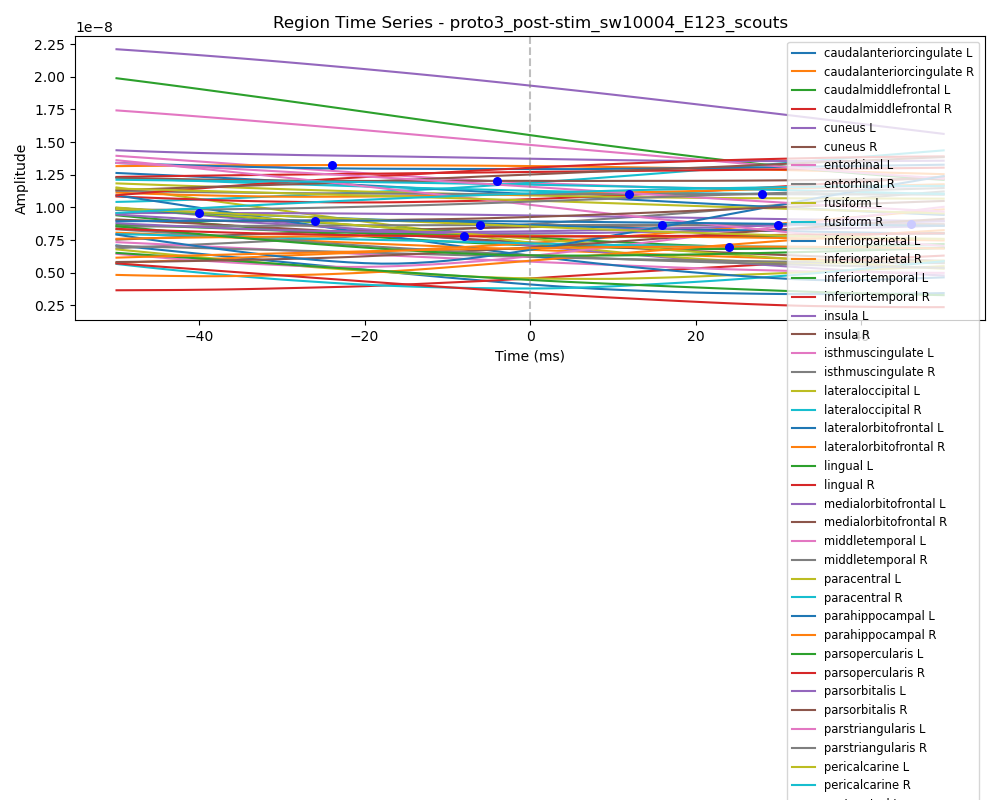 Region Time Series - proto3_post-stim_sw10004_E123_scouts
1e−8
2.25
2.00
1.75
1.50
1.25
1.00
0.75
0.50
0.25
Amplitude
−40
−20
0
20
Time (ms)
caudalanteriorcingulate L
caudalanteriorcingulate R
caudalmiddlefrontal L
caudalmiddlefrontal R
cuneus L
cuneus R
entorhinal L
entorhinal R
fusiform L
fusiform R
inferiorparietal L
inferiorparietal R
inferiortemporal L
inferiortemporal R
insula L
insula R
isthmuscingulate L
isthmuscingulate R
lateraloccipital L
lateraloccipital R
lateralorbitofrontal L
lateralorbitofrontal R
lingual L
lingual R
medialorbitofrontal L
medialorbitofrontal R
middletemporal L
middletemporal R
paracentral L
paracentral R
parahippocampal L
parahippocampal R
parsopercularis L
parsopercularis R
parsorbitalis L
parsorbitalis R
parstriangularis L
parstriangularis R
pericalcarine L
pericalcarine R